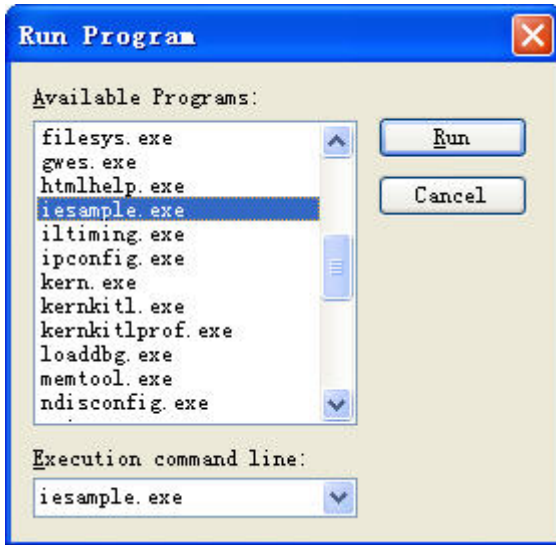 Run Program
Available Programs:
filesys.exe
gwes.exe
htmlhelp.exe
iesample.exe
iltiming.exe
ipconfig.exe
kern.exe
kernkitl.exe
kernkitlprof.exe
loaddbg.exe
memtool.exe
ndisconfig.exe
Run
Cancel
Execution command line:
iesample.exe